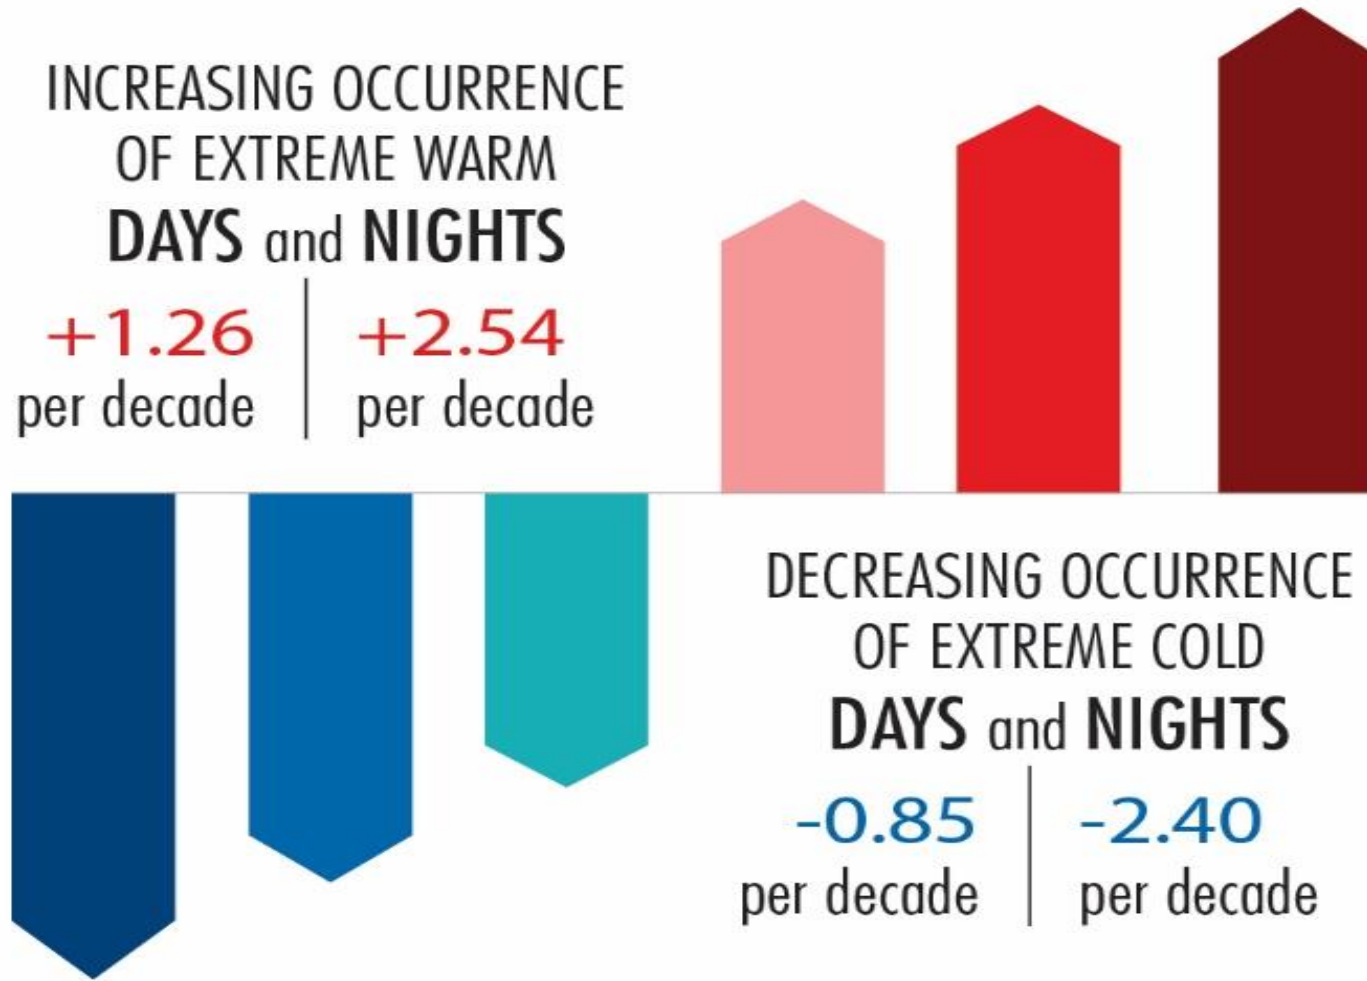 INCREASING OCCURRENCE
OF EXTREME WARM
DAYS and NIGHTS
+1.26
per decade
+2.54
per decade
DECREASING OCCURRENCE
OF EXTREME COLD
DAYS and NIGHTS
-0.85
per decade
-2.40
per decade